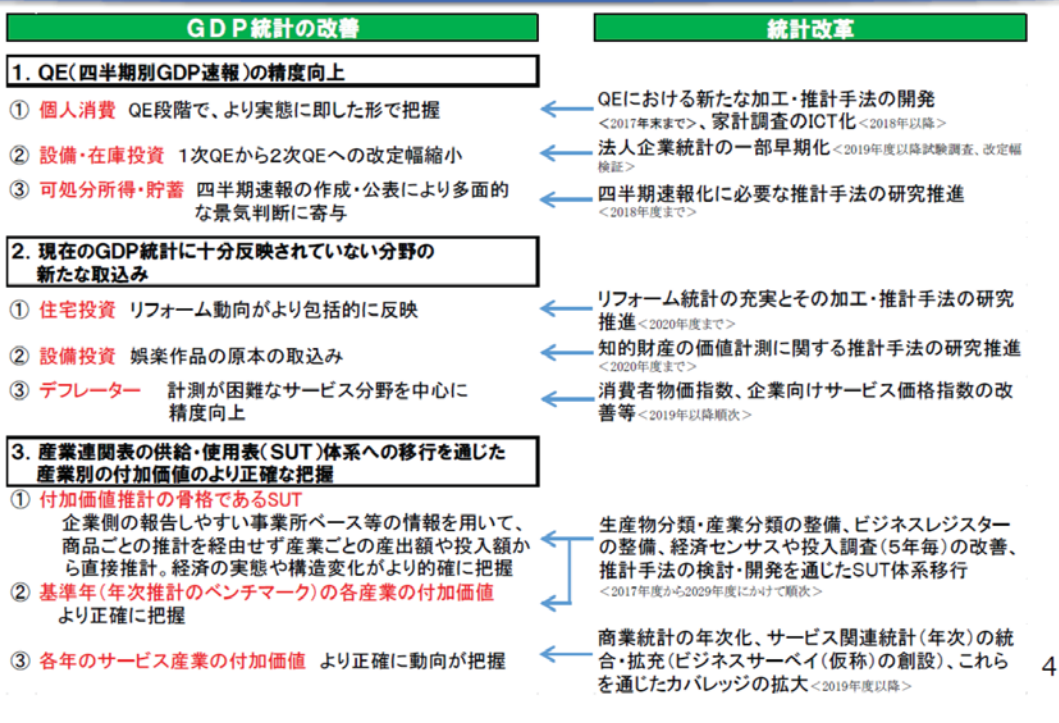 GDP統計の改善
1. QE(四半期別GDP速報)の精度向上
① 個人消費 QE段階で、より実態に即した形で把握
② 設備・在庫投資 1次QEから2次QEへの改定幅縮小
③ 可処分所得・貯蓄 四半期速報の作成・公表により多面的
な景気判断に寄与
2. 現在のGDP統計に十分反映されていない分野の
新たな取込み
① 住宅投資 リフォーム動向がより包括的に反映
② 設備投資 娯楽作品の原本の取込み
③ デフレーター 計測が困難なサービス分野を中心に
精度向上
3. 産業連関表の供給・使用表(SUT)体系への移行を通じた
産業別の付加価値のより正確な把握
① 付加価値推計の骨格であるSUT
企業側の報告しやすい事業所ベース等の情報を用いて、
商品ごとの推計を経由せず産業ごとの産出額や投入額か
ら直接推計。経済の実態や構造変化がより的確に把握
② 基準年(年次推計のベンチマーク)の各産業の付加価値
より正確に把握
③ 各年のサービス産業の付加価値 より正確に動向が把握
統計改革
QEにおける新たな加工・推計手法の開発
<2017年末まで>、家計調査のICT化<2018年以降>
法人企業統計の一部早期化<2019年度以降試験調査、改定幅
検証>
四半期速報化に必要な推計手法の研究推進
<2018年度まで>
リフォーム統計の充実とその加工・推計手法の研究
推進<2020年度まで>
知的財産の価値計測に関する推計手法の研究推進
<2020年度まで>
消費者物価指数、企業向けサービス価格指数の改
善等<2019年以降順次>
生産物分類・産業分類の整備、ビジネスレジスター
の整備、経済センサスや投入調査(5年毎)の改善、
推計手法の検討・開発を通じたSUT体系移行
<2017年度から2029年度にかけて順次>
商業統計の年次化、サービス関連統計(年次)の統
合・拡充(ビジネスサーベイ(仮称)の創設)、これら
を通じたカバレッジの拡大<2019年度以降>
4